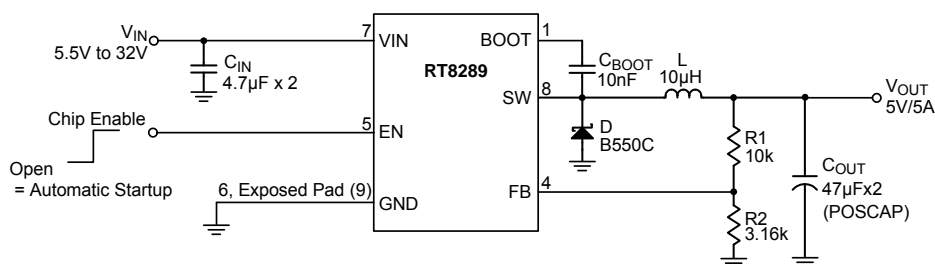 VIN
5.5V to 32V
CIN
4.7µF x 2
Chip Enable
Open
= Automatic Startup
6, Exposed Pad (9)
7
5
VIN
EN
GND
RT8289
BOOT
SW
FB
1
8
4
CBOOT
10nF
L
10µH
D
B550C
R1
10k
R2
3.16k
COUT
47µFx2
(POSCAP)
VOUT
5V/5A